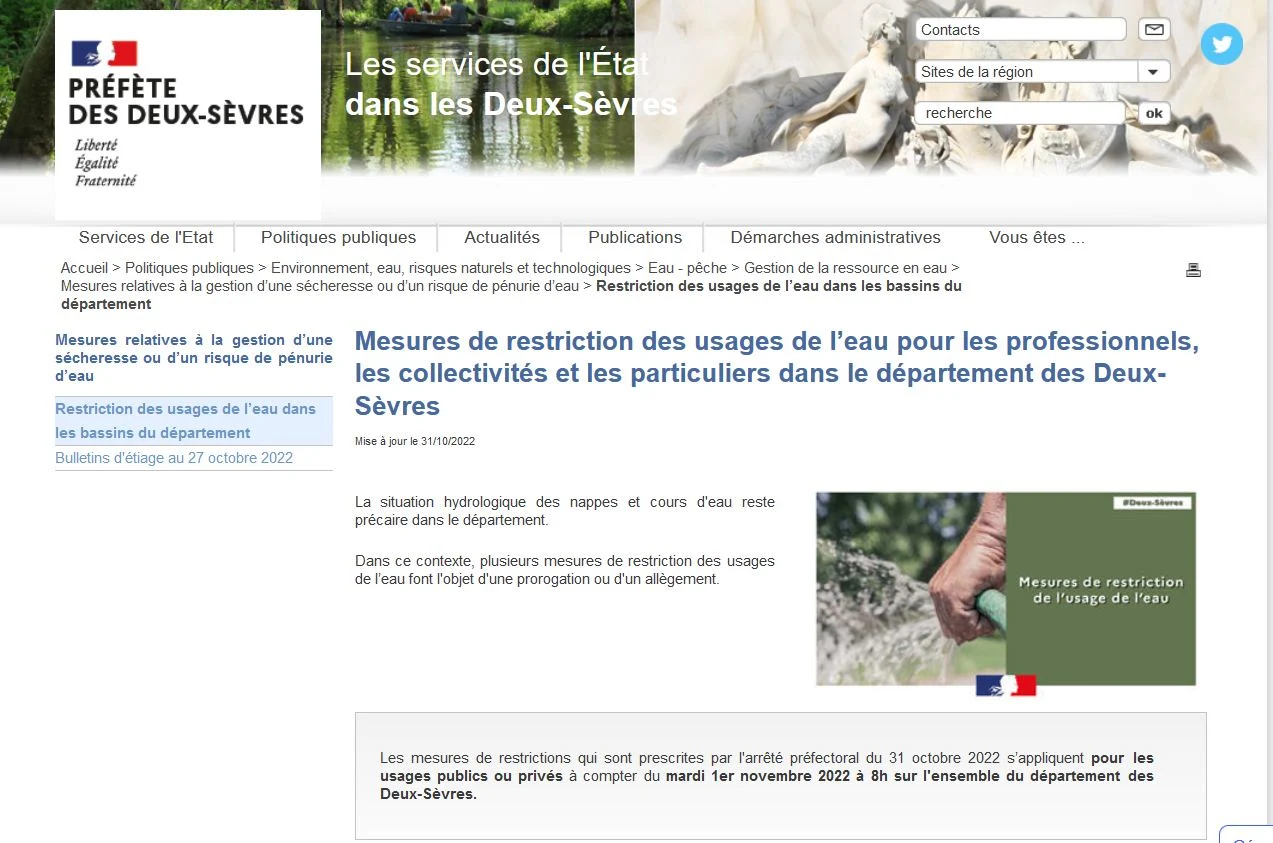 PRÉFÈTE
DES DEUX-SÈVRES
Liberté
Égalité
Fraternité
Les services de l'État
dans les Deux-Sèvres
Contacts
Sites de la région
recherche
ok
Services de l'Etat
Politiques publiques
Actualités
Publications
Démarches administratives
Vous êtes ...
Accueil > Politiques publiques > Environnement, eau, risques naturels et technologiques > Eau - pêche > Gestion de la ressource en eau >
Mesures relatives à la gestion d’une sécheresse ou d’un risque de pénurie d’eau > Restriction des usages de l’eau dans les bassins du
département
Mesures relatives à la gestion d’une
sécheresse ou d’un risque de pénurie
d’eau
Restriction des usages de l’eau dans
les bassins du département
Bulletins d'étiage au 27 octobre 2022
Mesures de restriction des usages de l’eau pour les professionnels,
les collectivités et les particuliers dans le département des Deux-
Sèvres
Mise à jour le 31/10/2022
La situation hydrologique des nappes et cours d'eau reste
précaire dans le département.
Dans ce contexte, plusieurs mesures de restriction des usages
de l’eau font l'objet d'une prorogation ou d'un allègement.
#Deux-Sèvres
Mesures de restriction
de l'usage de l'eau
Les mesures de restrictions qui sont prescrites par l'arrêté préfectoral du 31 octobre 2022 s’appliquent pour les
usages publics ou privés à compter du mardi 1er novembre 2022 à 8h sur l'ensemble du département des
Deux-Sèvres.